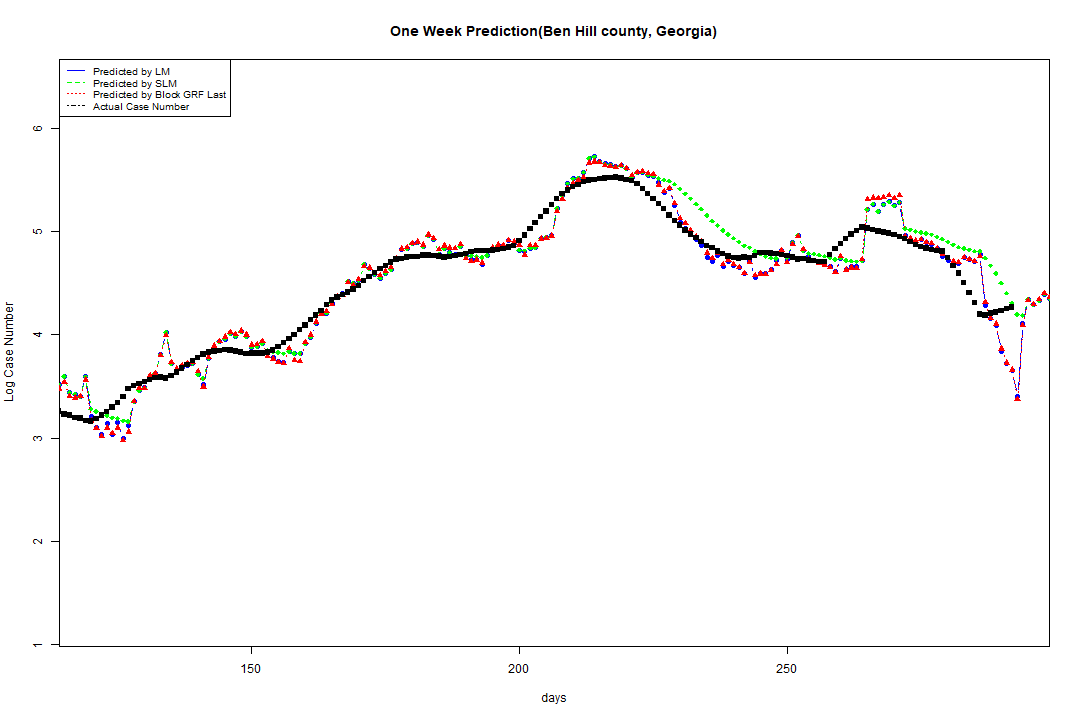 One Week Prediction(Ben Hill county, Georgia)
Predicted by LM
Predicted by SLM
Predicted by Block GRF Last
Actual Case Number
6
5
4
3
2
1
Log Case Number
150 200 250
days